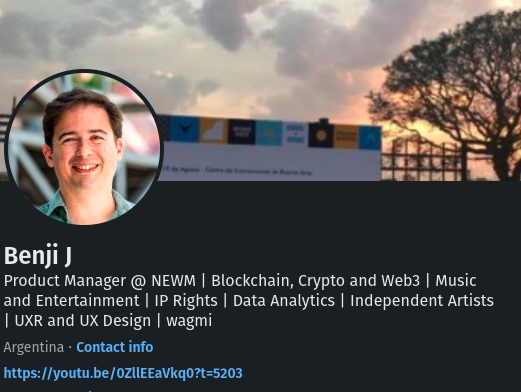 Benji J
Product Manager @ NEWM | Blockchain, Crypto and Web3 | Music
and Entertainment | IP Rights | Data Analytics | Independent Artists
| UXR and UX Design | wagmi
Argentina · Contact info
https://youtu.be/0ZllEEaVkq0?t=5203